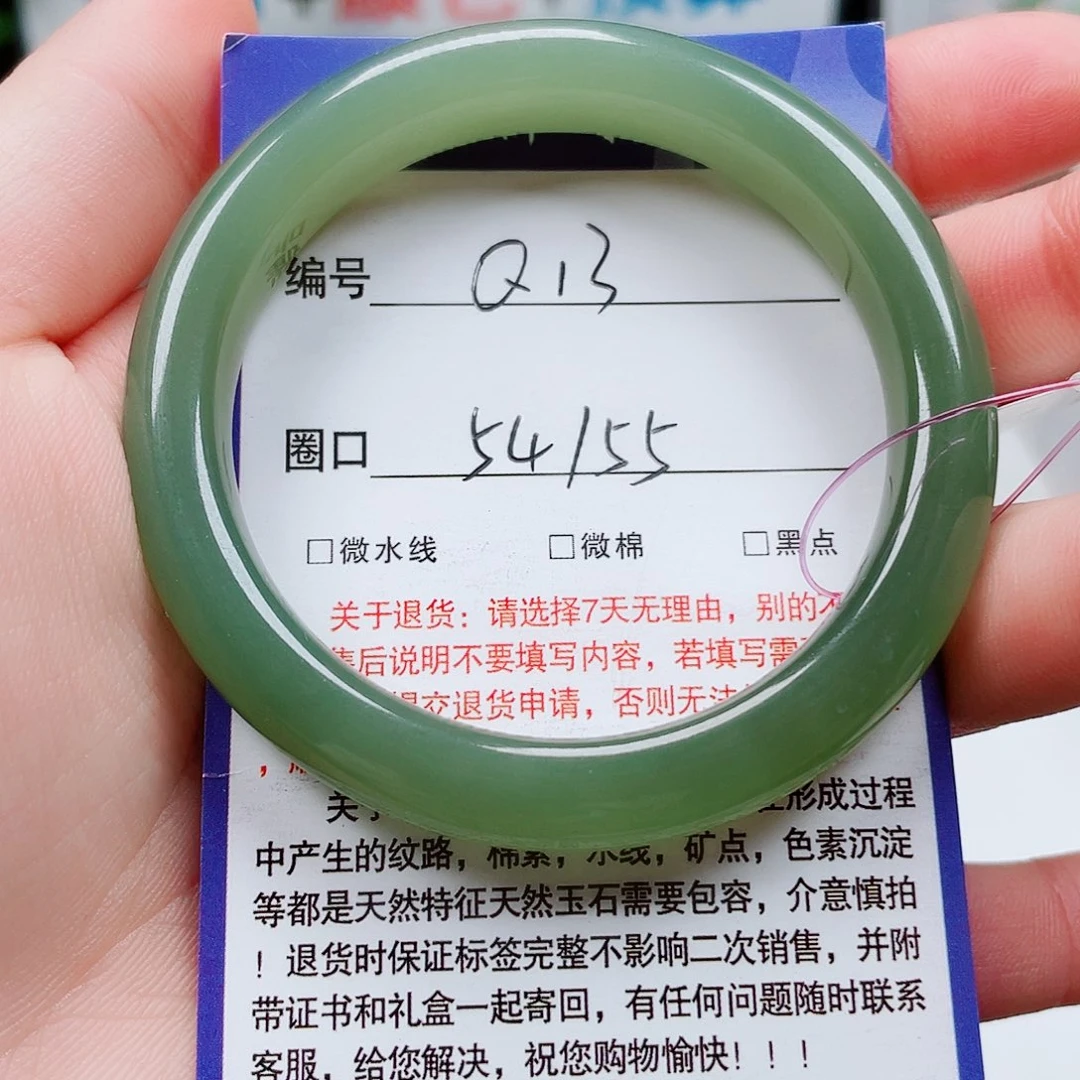 编号 Q13
圈口 54/55
□微水线 □微棉 □黑点
关于退货：请选择7天无理由，别的不
售后说明不要填写内容，若填写需
提交退货申请，否则无法
关于 形成过程
中产生的纹路，棉絮，水线，矿点，色素沉淀
等都是天然特征天然玉石需要包容，介意慎拍
！退货时保证标签完整不影响二次销售，并附
带证书和礼盒一起寄回，有任何问题随时联系
客服，给您解决，祝您购物愉快！！！